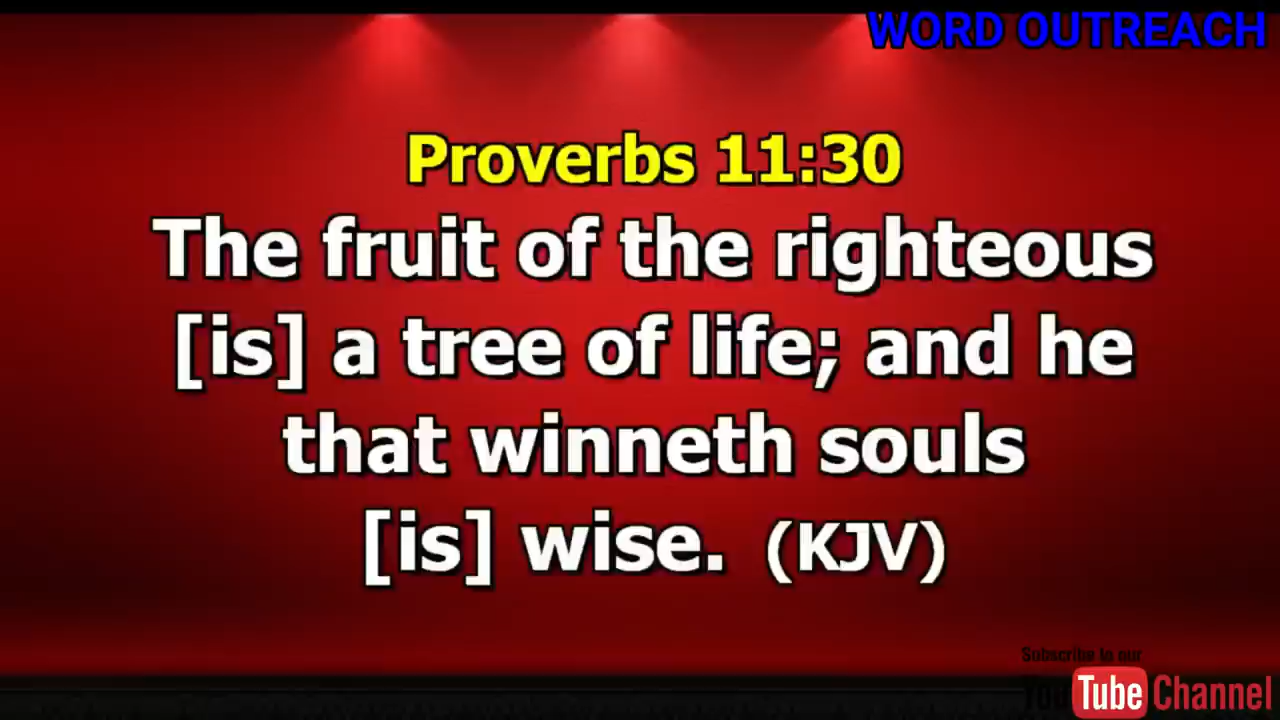 WORD OUTREACH
Proverbs 11:30
The fruit of the righteous
[is] a tree of life; and he
that winneth souls
[is] wise. (KJV)
Subscribe to our
YouTube Channel